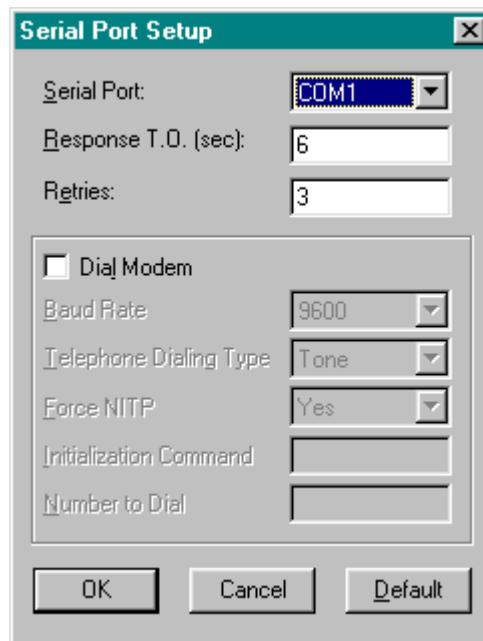 Serial Port Setup
Serial Port: COM1
Response T.O. (sec): 6
Retries: 3
Dial Modem
Baud Rate 9600
Telephone Dialing Type Tone
Force NITP Yes
Initialization Command
Number to Dial
OK Cancel Default